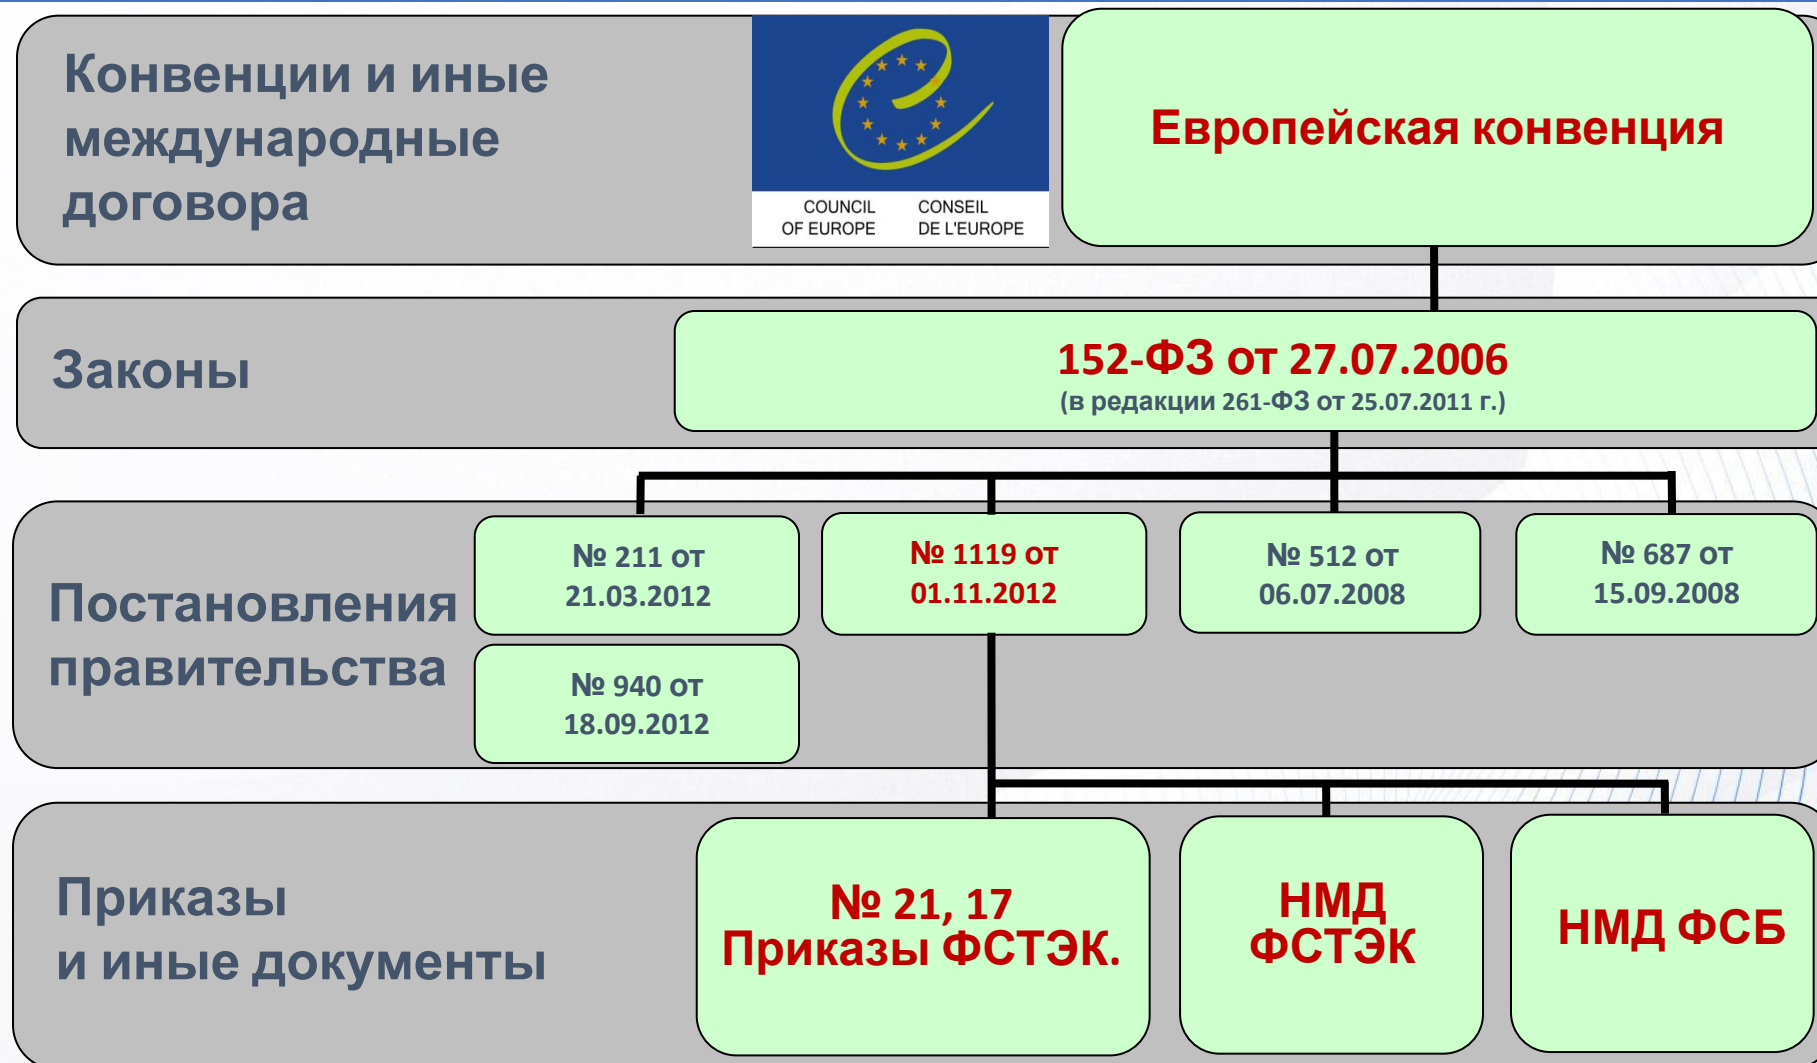 Конвенции и иные
международные
договора
COUNCIL
OF EUROPE
CONSEIL
DE L'EUROPE
Европейская конвенция
Законы
152-ФЗ от 27.07.2006
(в редакции 261-ФЗ от 25.07.2011 г.)
Постановления
правительства
№ 211 от
21.03.2012
№ 1119 от
01.11.2012
№ 512 от
06.07.2008
№ 687 от
15.09.2008
№ 940 от
18.09.2012
Приказы
и иные документы
№ 21, 17
Приказы ФСТЭК.
НМД
ФСТЭК
НМД ФСБ